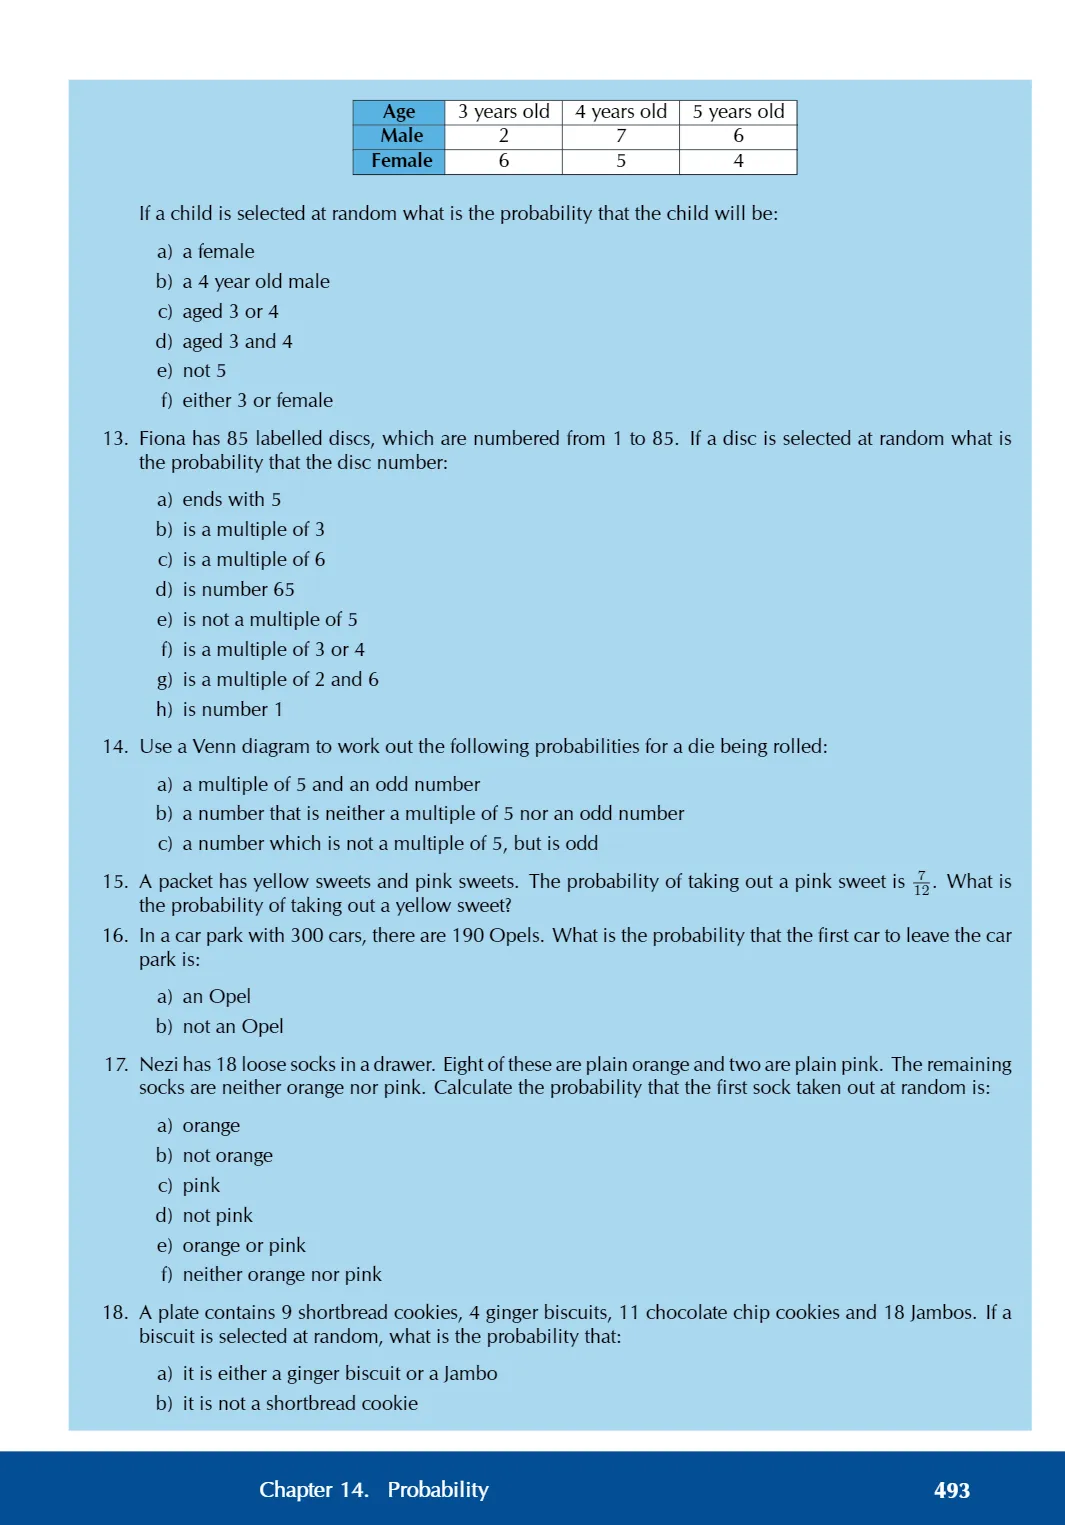 Age 3 years old 4 years old 5 years old
Male 2 7 6
Female 6 5 4
If a child is selected at random what is the probability that the child will be:
a) a female
b) a 4 year old male
c) aged 3 or 4
d) aged 3 and 4
e) not 5
f) either 3 or female
13. Fiona has 85 labelled discs, which are numbered from 1 to 85. If a disc is selected at random what is
the probability that the disc number:
a) ends with 5
b) is a multiple of 3
c) is a multiple of 6
d) is number 65
e) is not a multiple of 5
f) is a multiple of 3 or 4
g) is a multiple of 2 and 6
h) is number 1
14. Use a Venn diagram to work out the following probabilities for a die being rolled:
a) a multiple of 5 and an odd number
b) a number that is neither a multiple of 5 nor an odd number
c) a number which is not a multiple of 5, but is odd
15. A packet has yellow sweets and pink sweets. The probability of taking out a pink sweet is 7/12. What is
the probability of taking out a yellow sweet?
16. In a car park with 300 cars, there are 190 Opels. What is the probability that the first car to leave the car
park is:
a) an Opel
b) not an Opel
17. Nezi has 18 loose socks in a drawer. Eight of these are plain orange and two are plain pink. The remaining
socks are neither orange nor pink. Calculate the probability that the first sock taken out at random is:
a) orange
b) not orange
c) pink
d) not pink
e) orange or pink
f) neither orange nor pink
18. A plate contains 9 shortbread cookies, 4 ginger biscuits, 11 chocolate chip cookies and 18 Jambos. If a
biscuit is selected at random, what is the probability that:
a) it is either a ginger biscuit or a Jambo
b) it is not a shortbread cookie
Chapter 14. Probability 493